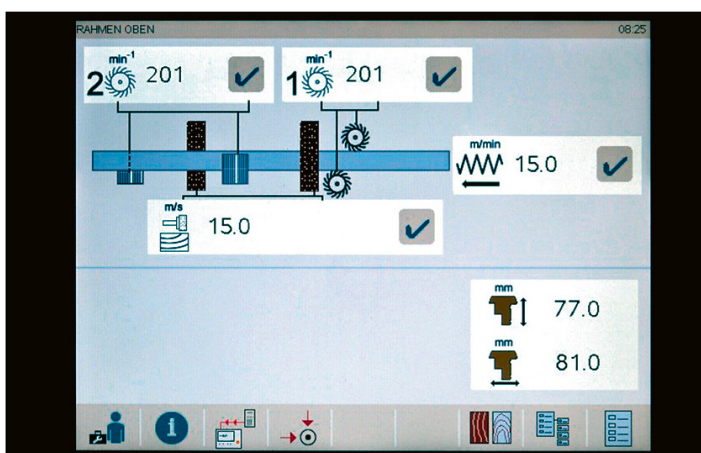 RAHMEN OBEN 08:25
min⁻¹ min⁻¹
2 201 1 201
m/min
15.0
m/s
15.0
mm
77.0
mm
81.0
i